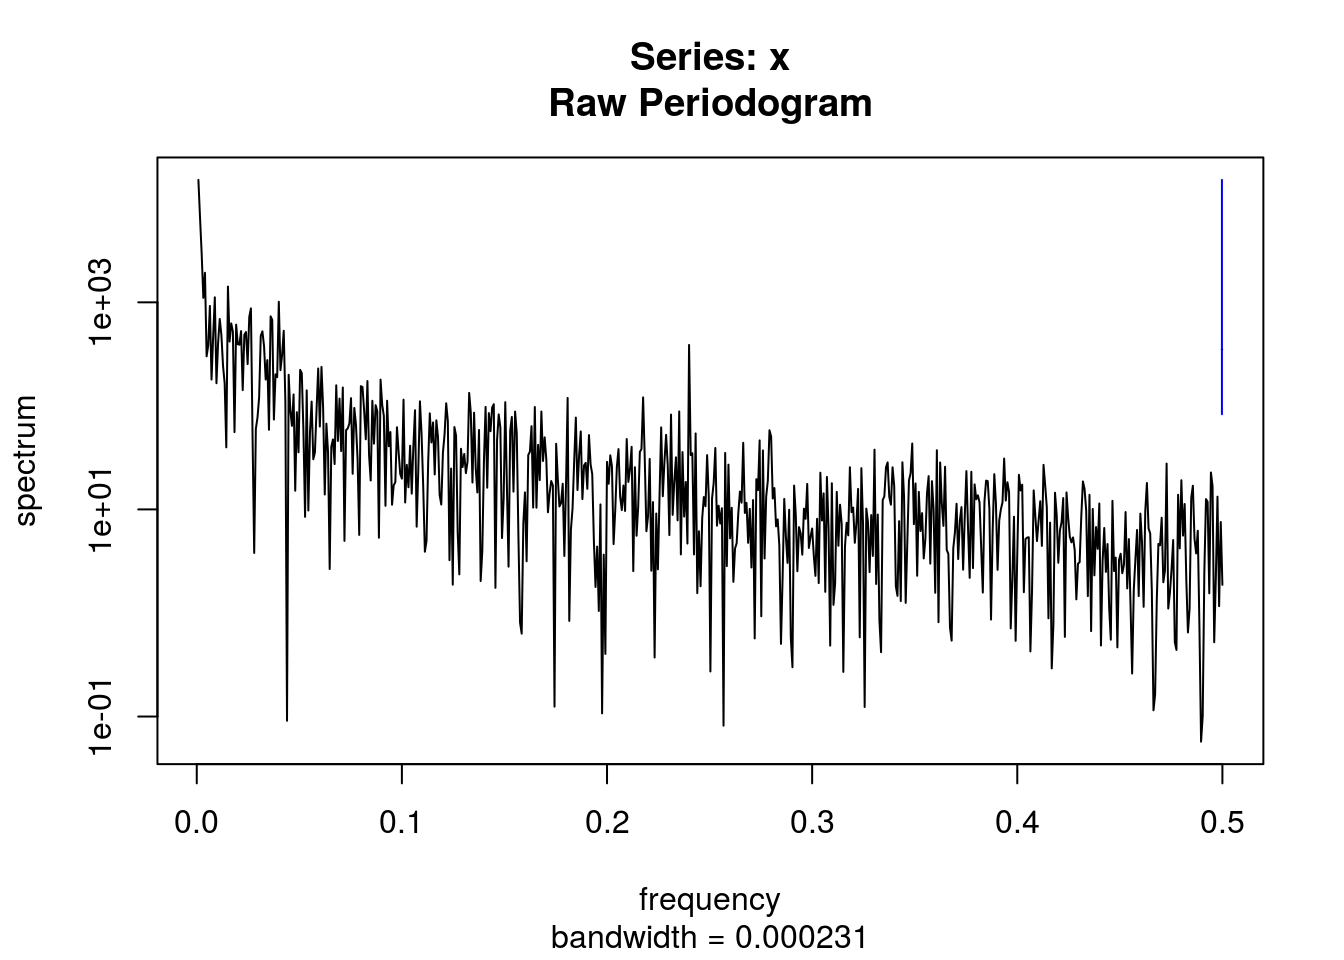 Series: x
Raw Periodogram
spectrum
1e+03
1e+01
1e-01
0.0 0.1 0.2 0.3 0.4 0.5
frequency
bandwidth = 0.000231